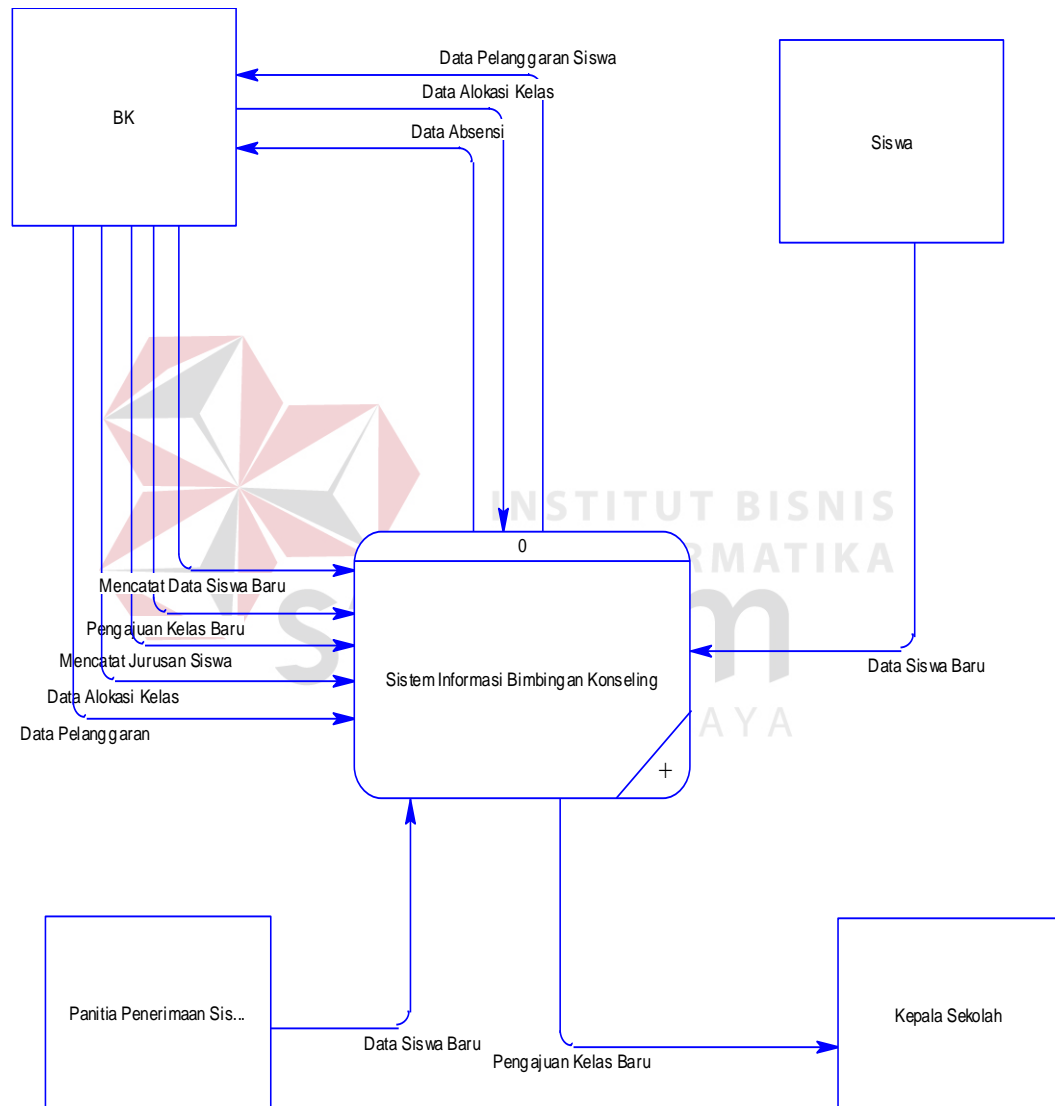 Data Pelanggaran Siswa
Data Alokasi Kelas
Data Absensi
BK
Siswa
INSTITUT BISNIS
RMATIKA
0
Mencatat Data Siswa Baru
Pengajuan Kelas Baru
Mencatat Jurusan Siswa
Data Alokasi Kelas
Data Pelanggaran
Sistem Informasi Bimbingan Konseling
Data Siswa Baru
s m
AYA
+
Panitia Penerimaan Sis...
Data Siswa Baru
Pengajuan Kelas Baru
Kepala Sekolah